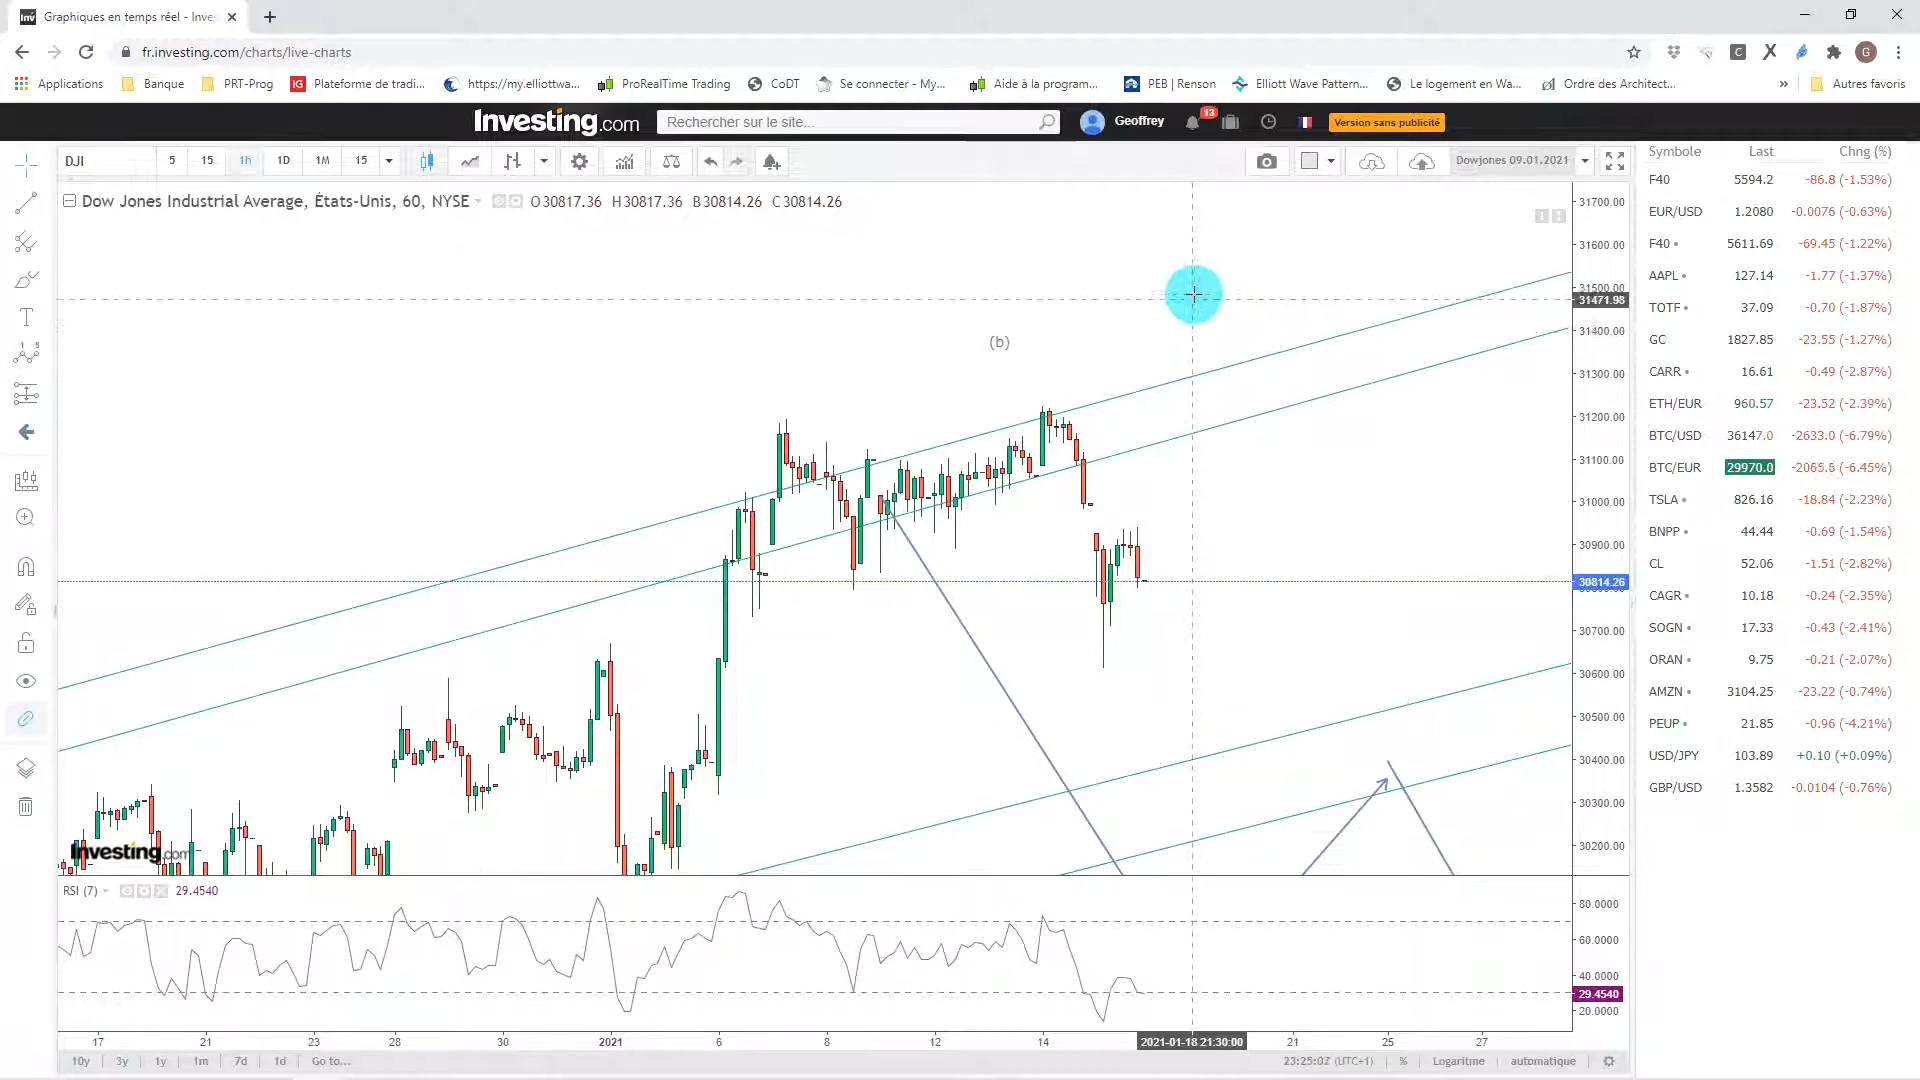 Graphiques en temps réel - Inve
fr.investing.com/charts/live-charts
G
Applications
Banque
PRT-Prog
IG
Plateforme de tradi...
https://my.elliottwa...
ProRealTime Trading
CoDT
Se connecter - My...
Aide à la program...
PEB | Renson
Elliott Wave Pattern...
Le logement en Wa...
Ordre des Architect...
»
Autres favoris
Investing.com
Rechercher sur le site...
Geoffrey
13
Version sans publicité
DJI
5
15
1h
1D
1M
15
Dowjones 09.01.2021
Dow Jones Industrial Average, États-Unis, 60, NYSE
O30817.36 H30817.36 B30814.26 C30814.26
(b)
31700.00
31600.00
31500.00
31471.98
31400.00
31300.00
31200.00
31100.00
31000.00
30900.00
30814.26
30700.00
30600.00
30500.00
30400.00
30300.00
30200.00
Investing.com
RSI (7)
29.4540
80.0000
60.0000
40.0000
29.4540
20.0000
17
21
23
28
30
2021
6
8
12
14
2021-01-18 21:30:00
21
25
27
10y
3y
1y
1m
7d
1d
Go to...
23:25:07 (UTC+1)
%
Logaritme
automatique
Symbole Last Chng (%)
F40 5594.2 -86.8 (-1.53%)
EUR/USD 1.2080 -0.0076 (-0.63%)
F40 5611.69 -69.45 (-1.22%)
AAPL 127.14 -1.77 (-1.37%)
TOTF 37.09 -0.70 (-1.87%)
GC 1827.85 -23.55 (-1.27%)
CARR 16.61 -0.49 (-2.87%)
ETH/EUR 960.57 -23.52 (-2.39%)
BTC/USD 36147.0 -2633.0 (-6.79%)
BTC/EUR 29970.0 -2065.6 (-6.45%)
TSLA 826.16 -18.84 (-2.23%)
BNPP 44.44 -0.69 (-1.54%)
CL 52.06 -1.51 (-2.82%)
CAGR 10.18 -0.24 (-2.35%)
SOGN 17.33 -0.43 (-2.41%)
ORAN 9.75 -0.21 (-2.07%)
AMZN 3104.25 -23.22 (-0.74%)
PEUP 21.85 -0.96 (-4.21%)
USD/JPY 103.89 +0.10 (+0.09%)
GBP/USD 1.3582 -0.0104 (-0.76%)